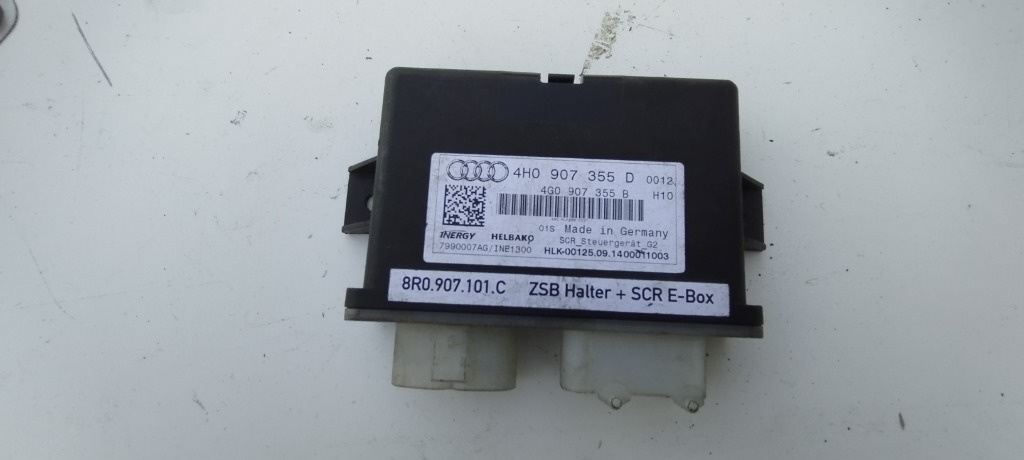 4H0 907 355 D 0012
4G0 907 355 B H10
01S Made in Germany
INERGY HELBAKO SCR_Steuergerät_G2
7990007AG/INE1300 HLK-00125.09.1400011003
8R0.907.101.C ZSB Halter + SCR E-Box